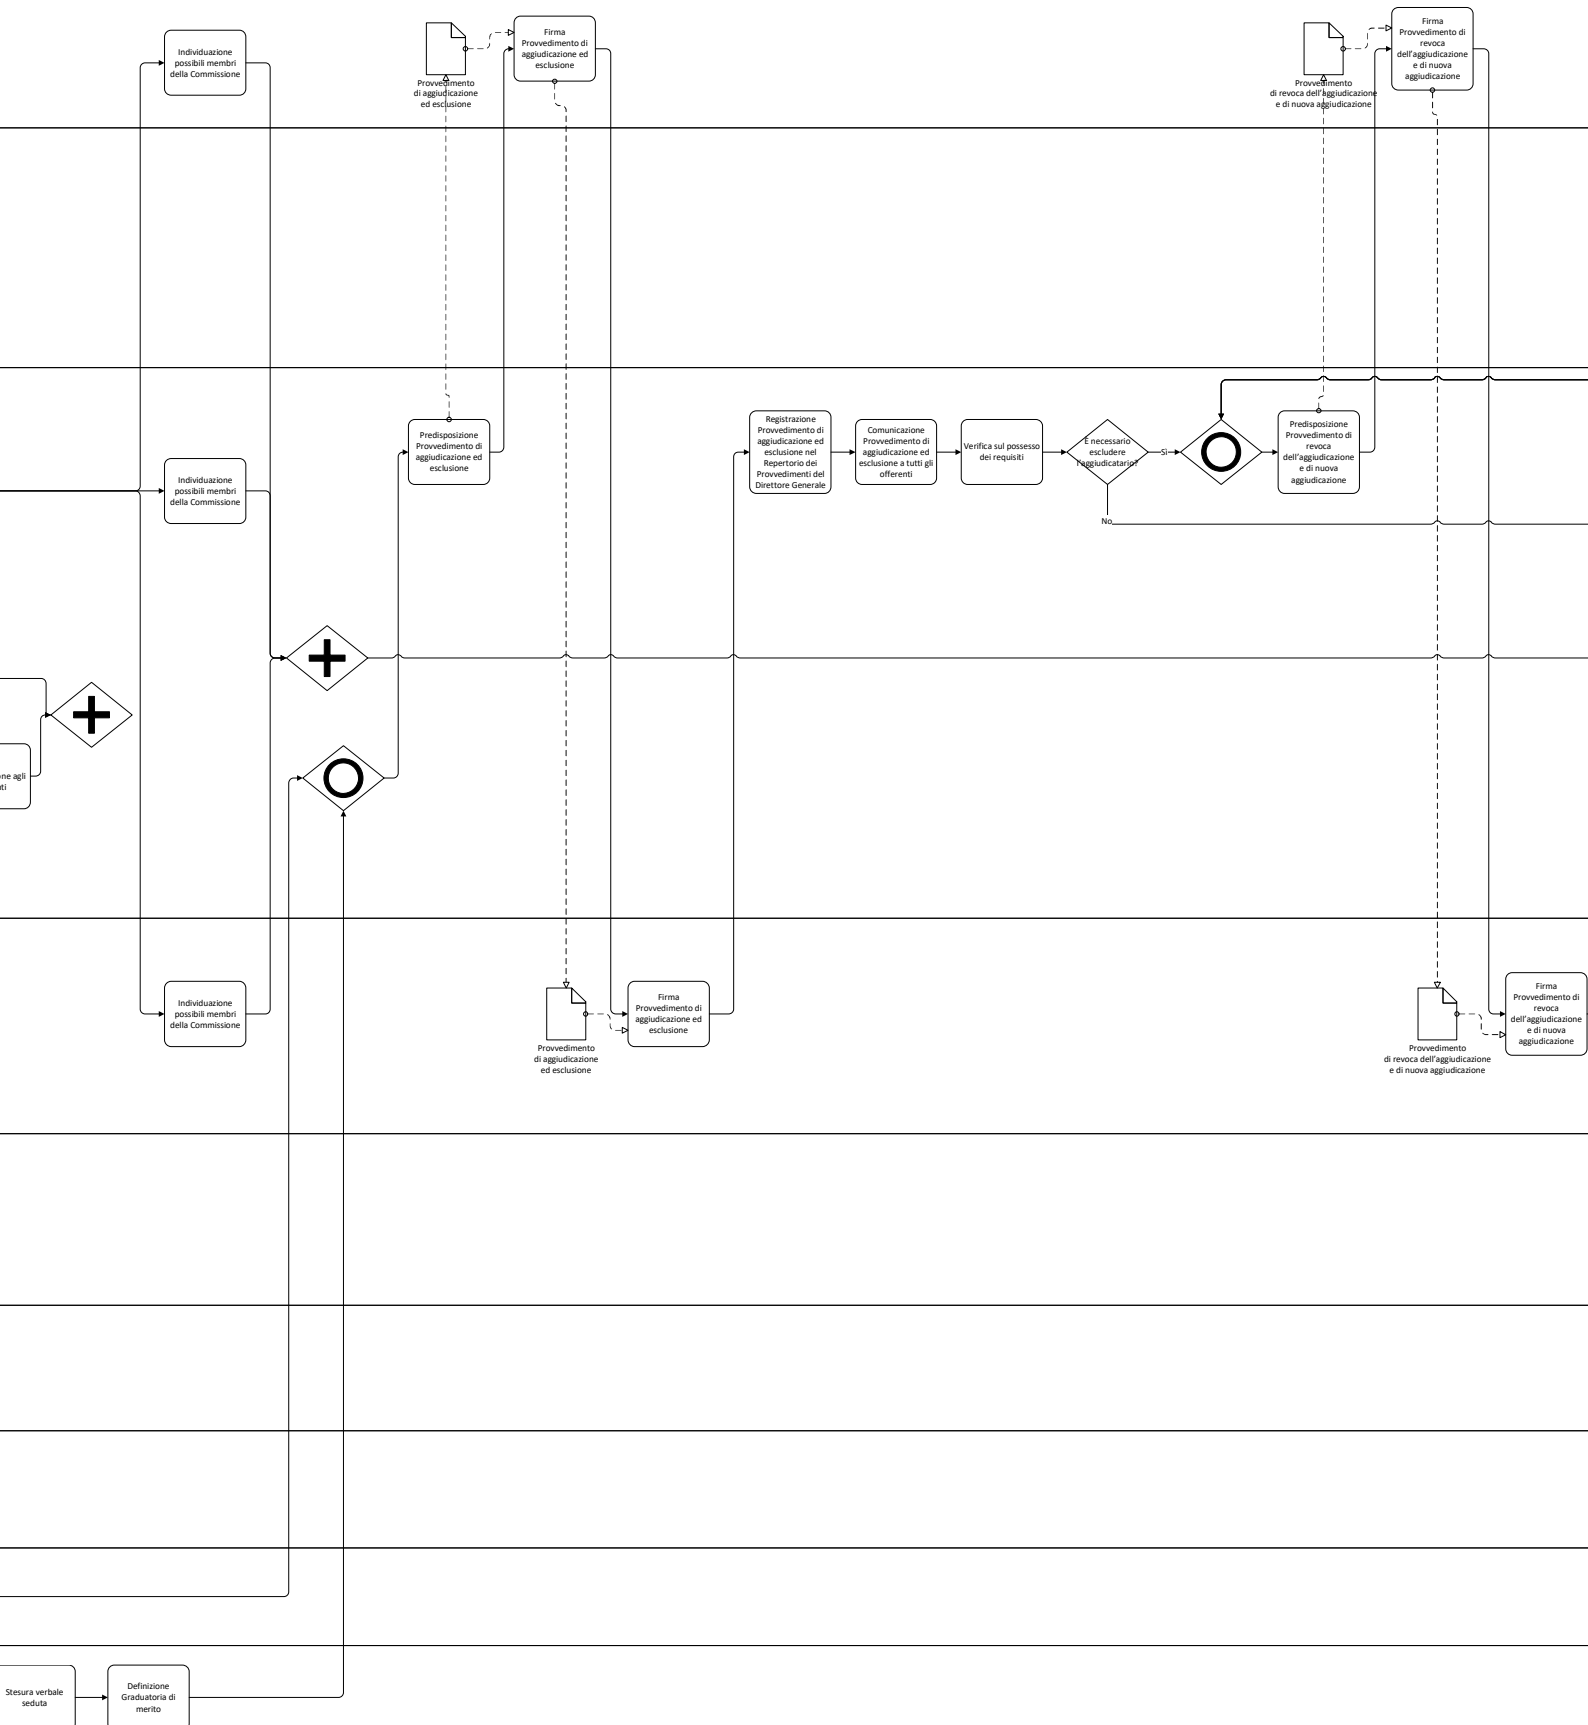 Individuazione
possibili membri
della Commissione
Provvedimento
di aggiudicazione
ed esclusione
Firma
Provvedimento di
aggiudicazione ed
esclusione
Provvedimento
di revoca dell'aggiudicazione
e di nuova aggiudicazione
Firma
Provvedimento di
revoca
dell'aggiudicazione
e di nuova
aggiudicazione
Individuazione
possibili membri
della Commissione
Predisposizione
Provvedimento di
aggiudicazione ed
esclusione
Registrazione
Provvedimento di
aggiudicazione ed
esclusione nel
Repertorio dei
Provvedimenti del
Direttore Generale
Comunicazione
Provvedimento di
aggiudicazione ed
esclusione a tutti gli
offerenti
Verifica sul possesso
dei requisiti
È necessario
escludere
l'aggiudicatario?
Sì
No
Predisposizione
Provvedimento di
revoca
dell'aggiudicazione
e di nuova
aggiudicazione
ne agli
ti
Individuazione
possibili membri
della Commissione
Provvedimento
di aggiudicazione
ed esclusione
Firma
Provvedimento di
aggiudicazione ed
esclusione
Provvedimento
di revoca dell'aggiudicazione
e di nuova aggiudicazione
Firma
Provvedimento di
revoca
dell'aggiudicazione
e di nuova
aggiudicazione
Stesura verbale
seduta
Definizione
Graduatoria di
merito